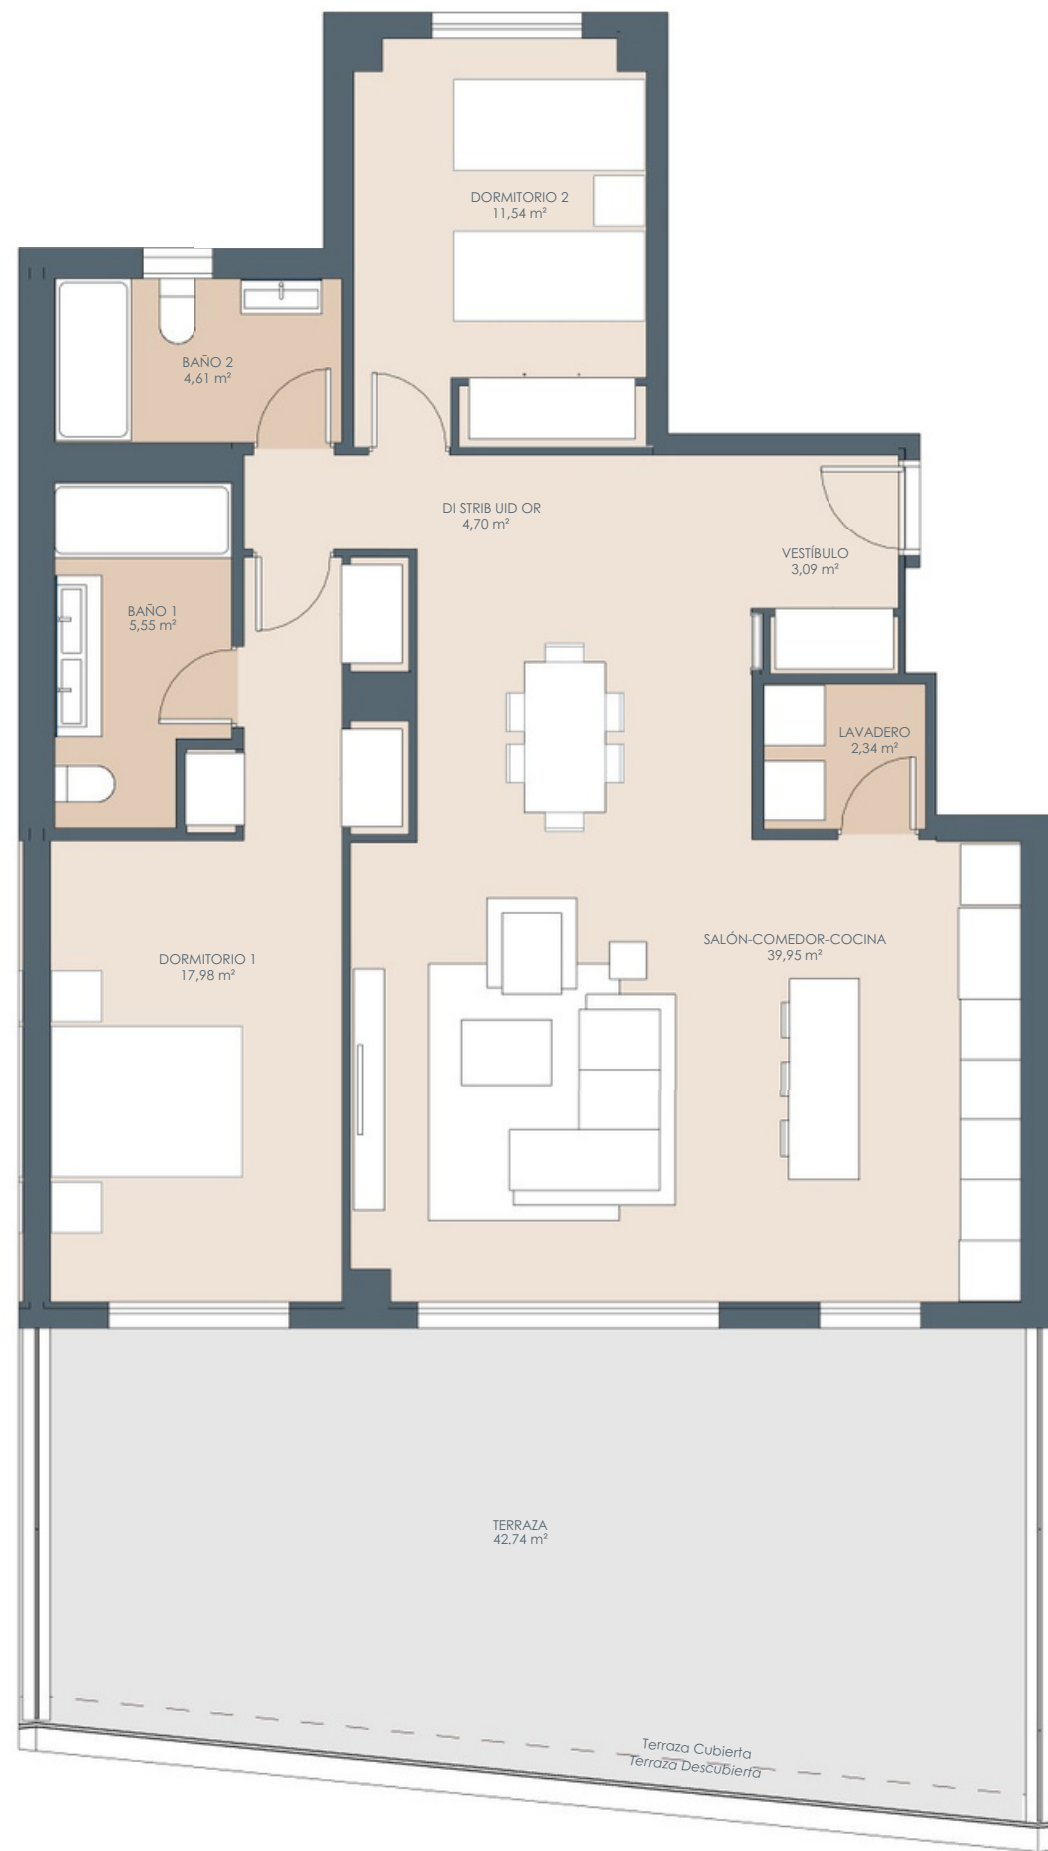 DORMITORIO 2
11,54 m²
BAÑO 2
4,61 m²
DI STRIB UID OR
4,70 m²
VESTÍBULO
3,09 m²
BAÑO 1
5,55 m²
LAVADERO
2,34 m²
SALÓN-COMEDOR-COCINA
39,95 m²
DORMITORIO 1
17,98 m²
TERRAZA
42.74 m²
Terraza Cubierta
Terraza Descubierta